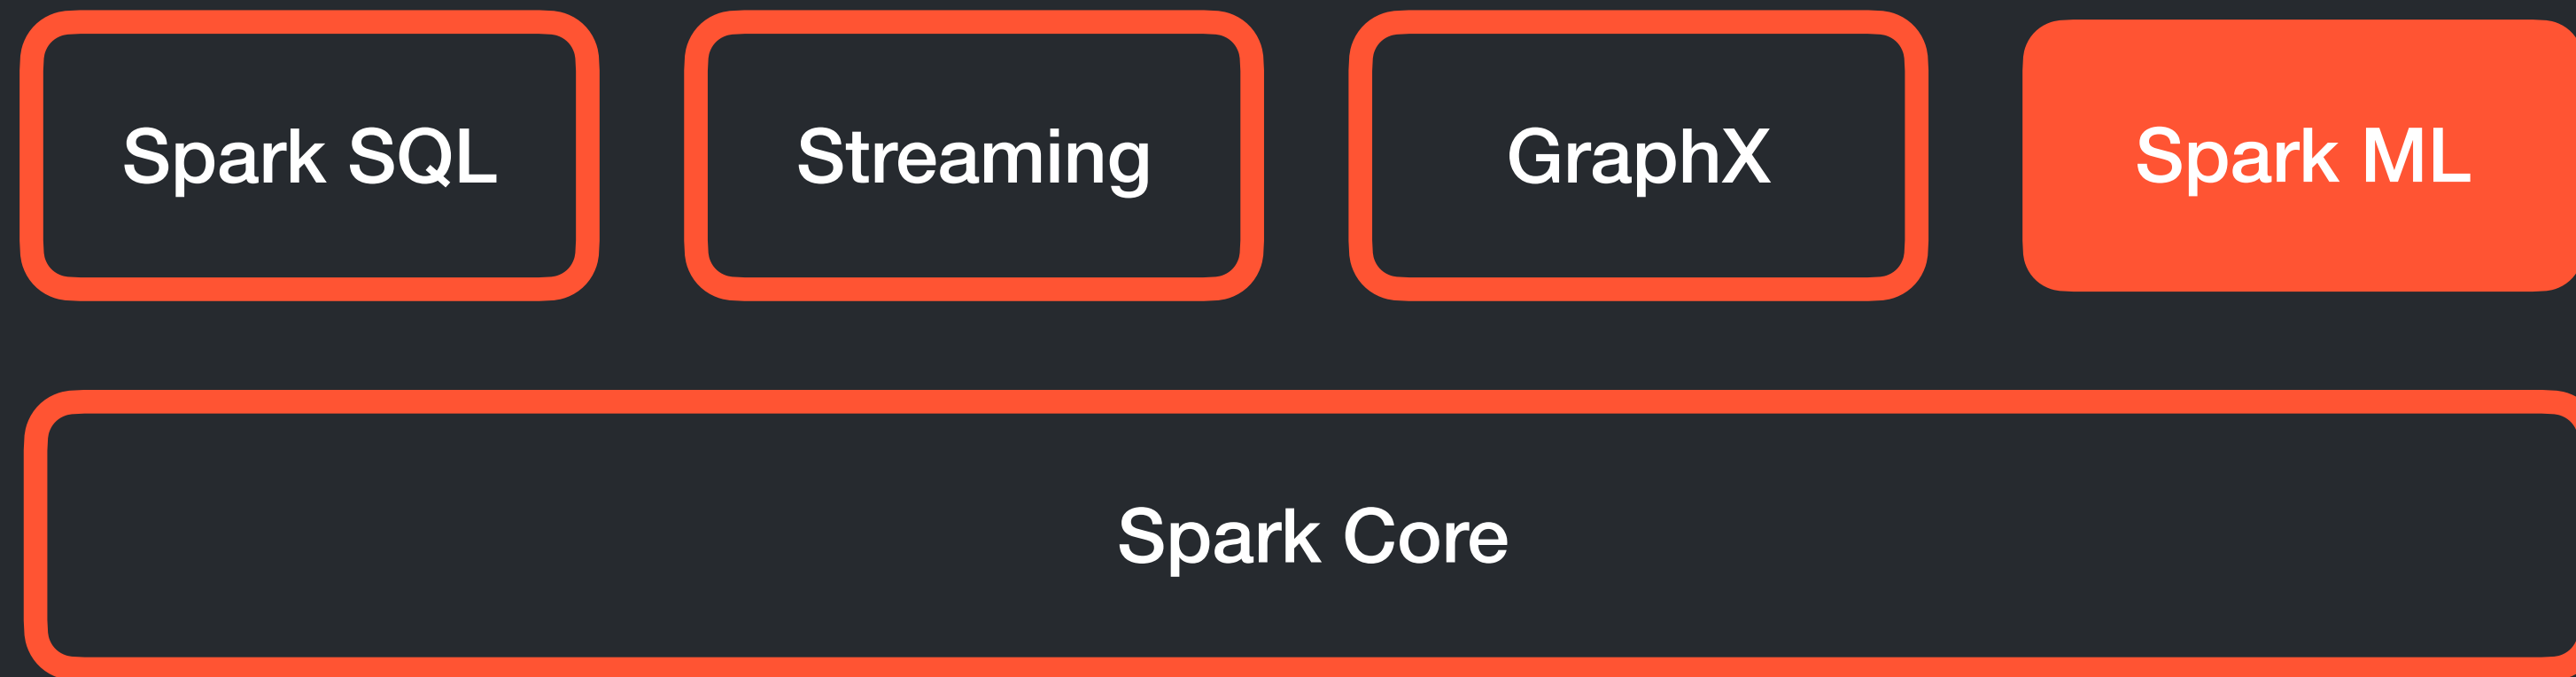 Spark SQL
Streaming
GraphX
Spark ML
Spark Core